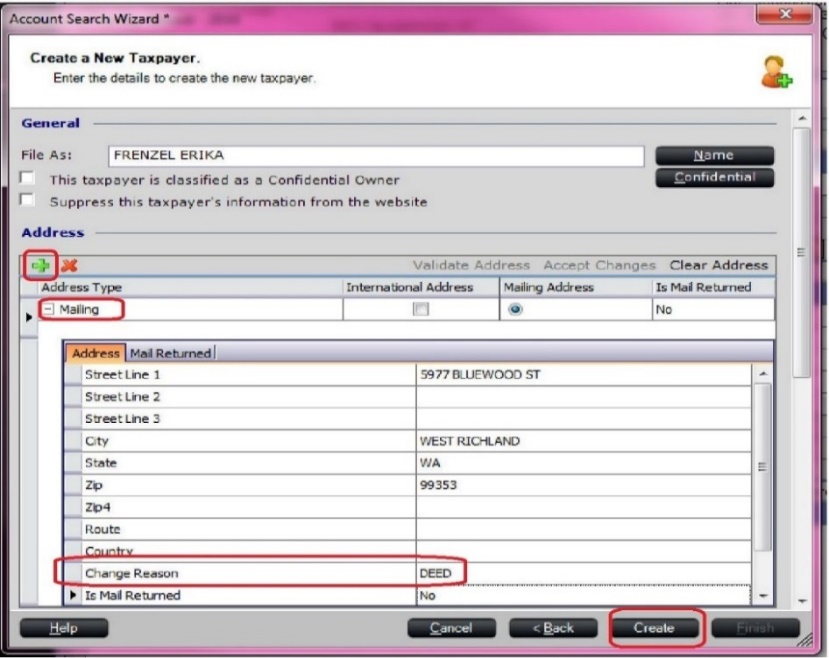 Account Search Wizard *
Create a New Taxpayer.
Enter the details to create the new taxpayer.
General
File As: FRENZEL ERIKA Name
This taxpayer is classified as a Confidential Owner Confidential
Suppress this taxpayer's information from the website
Address
Validate Address Accept Changes Clear Address
Address Type International Address Mailing Address Is Mail Returned
Mailing No
Address Mail Returned
Street Line 1 5977 BLUEWOOD ST
Street Line 2
Street Line 3
City WEST RICHLAND
State WA
Zip 99353
Zip4
Route
Country
Change Reason DEED
Is Mail Returned No
Help Cancel < Back Create Finish